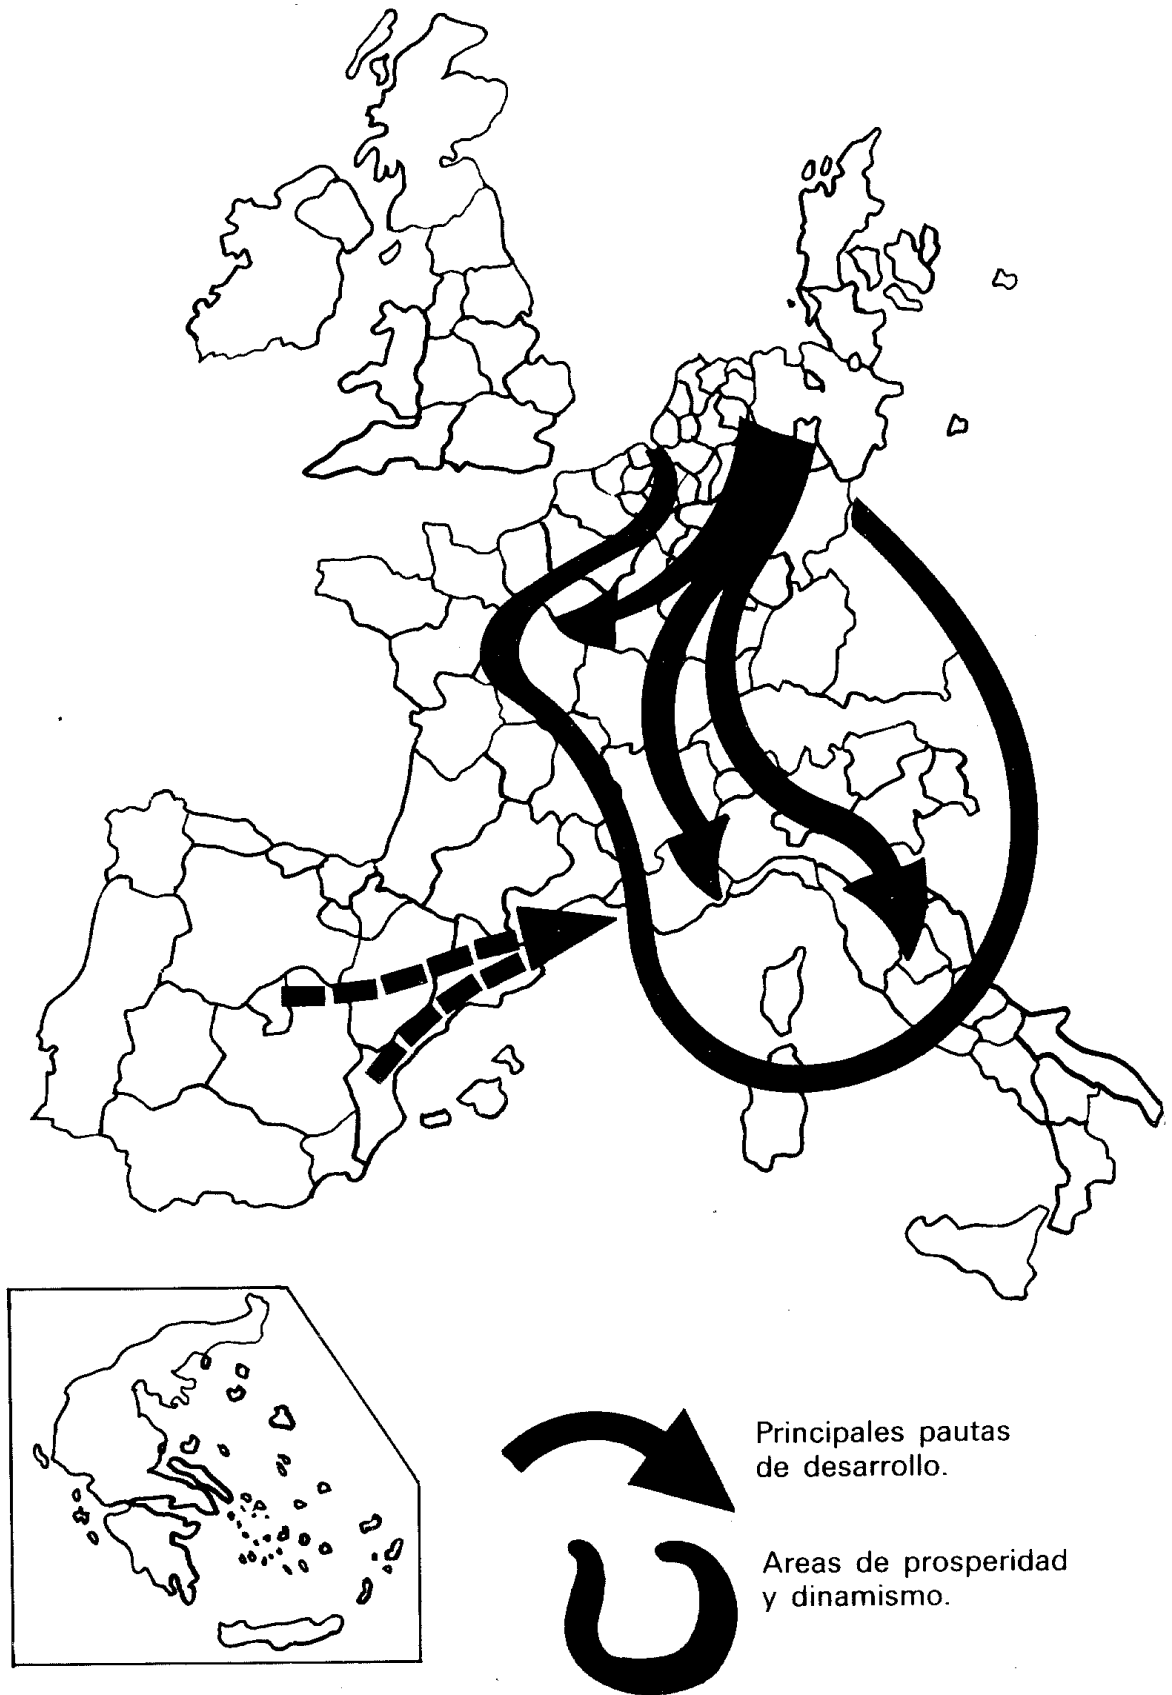 Principales pautas
de desarrollo.
Areas de prosperidad
y dinamismo.